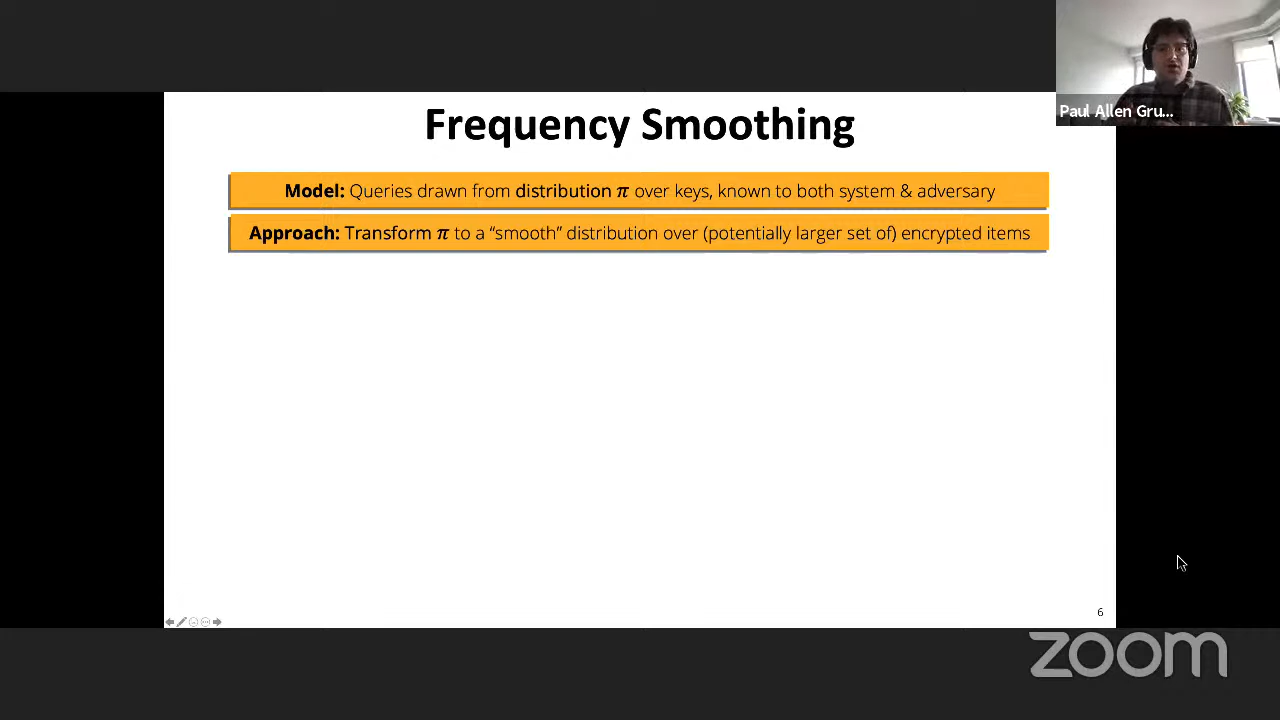 Paul Allen Gru...
Frequency Smoothing
Model: Queries drawn from distribution π over keys, known to both system & adversary
Approach: Transform π to a “smooth” distribution over (potentially larger set of) encrypted items
6
zoom